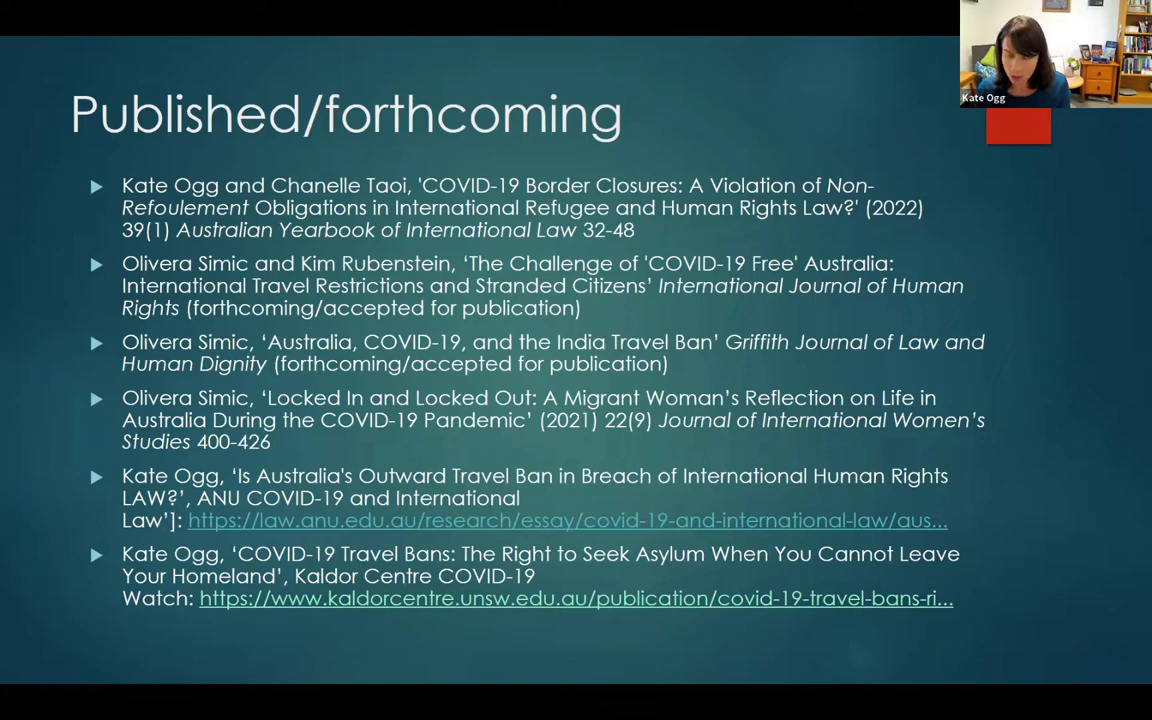 Kate Ogg
Published/forthcoming
Kate Ogg and Chanelle Taoi, 'COVID-19 Border Closures: A Violation of Non-
Refoulement Obligations in International Refugee and Human Rights Law?' (2022)
39(1) Australian Yearbook of International Law 32-48
Olivera Simic and Kim Rubenstein, ‘The Challenge of 'COVID-19 Free' Australia:
International Travel Restrictions and Stranded Citizens’ International Journal of Human
Rights (forthcoming/accepted for publication)
Olivera Simic, ‘Australia, COVID-19, and the India Travel Ban’ Griffith Journal of Law and
Human Dignity (forthcoming/accepted for publication)
Olivera Simic, ‘Locked In and Locked Out: A Migrant Woman’s Reflection on Life in
Australia During the COVID-19 Pandemic’ (2021) 22(9) Journal of International Women’s
Studies 400-426
Kate Ogg, ‘Is Australia's Outward Travel Ban in Breach of International Human Rights
LAW?’, ANU COVID-19 and International
Law’]: https://law.anu.edu.au/research/essay/covid-19-and-international-law/aus...
Kate Ogg, ‘COVID-19 Travel Bans: The Right to Seek Asylum When You Cannot Leave
Your Homeland’, Kaldor Centre COVID-19
Watch: https://www.kaldorcentre.unsw.edu.au/publication/covid-19-travel-bans-ri...